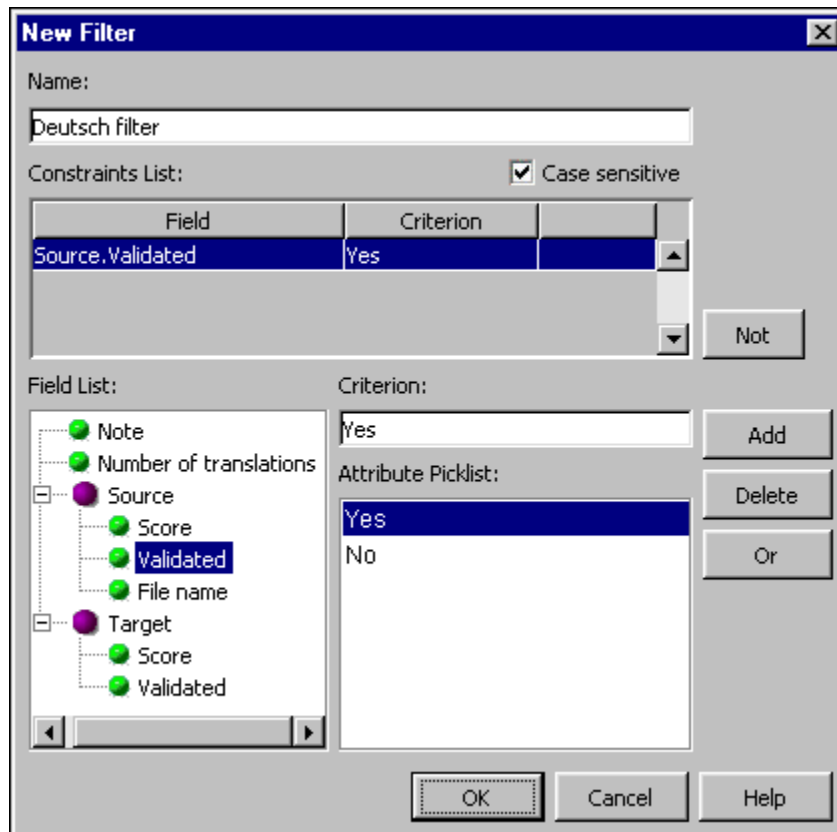 New Filter
Name:
Deutsch filter
Constraints List:
Case sensitive
Field Criterion
Source.Validated Yes
Not
Field List:
Criterion:
Note
Number of translations
Source
Score
Validated
File name
Target
Score
Validated
Yes
Attribute Picklist:
Yes
No
Add
Delete
Or
OK Cancel Help